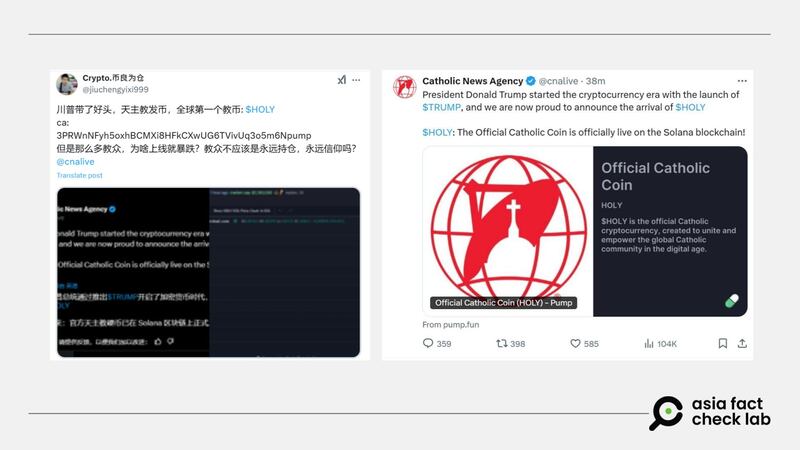 Crypto.币良为仓
@jiuchengyixi999
川普带了好头，天主教发币，全球第一个教币: $HOLY
ca:
3PRWnNFyh5oxhBCMXi8HFkCXwUG6TVivUq3o5m6Npump
但是那么多教众，为啥上线就暴跌？教众不应该是永远持仓，永远信仰吗？
@cnalive
Translate post
ic News Agency
onald Trump started the cryptocurrency era w
and we are now proud to announce the arriv
Official Catholic Coin is officially live on the S
总统通过推出$TRUMP开启了加密货币时代，
OLY
官方天主教硬币已在 Solana 区块链上正式
Catholic News Agency @cnalive · 38m
President Donald Trump started the cryptocurrency era with the launch of
$TRUMP, and we are now proud to announce the arrival of $HOLY
$HOLY: The Official Catholic Coin is officially live on the Solana blockchain!
Official Catholic
Coin
HOLY
$HOLY is the official Catholic
cryptocurrency, created to unite and
empower the global Catholic
community in the digital age.
Official Catholic Coin (HOLY) – Pump
From pump.fun
359 398 585 104K
asia fact
check lab